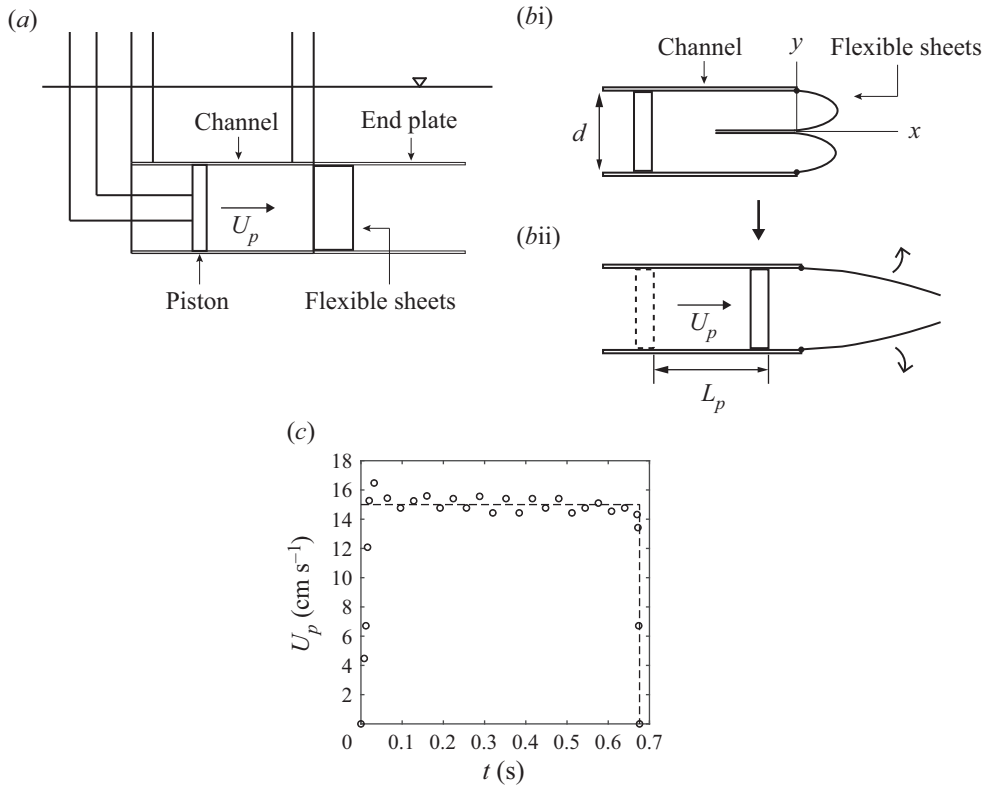 (a)
Channel
End plate
U_p
Piston
Flexible sheets
(bi)
Channel
y
Flexible sheets
d
x
(bii)
U_p
L_p
(c)
18
16
14
12
10
8
6
4
2
0
0.1
0.2
0.3
0.4
0.5
0.6
0.7
U_p (cm s⁻¹)
t (s)